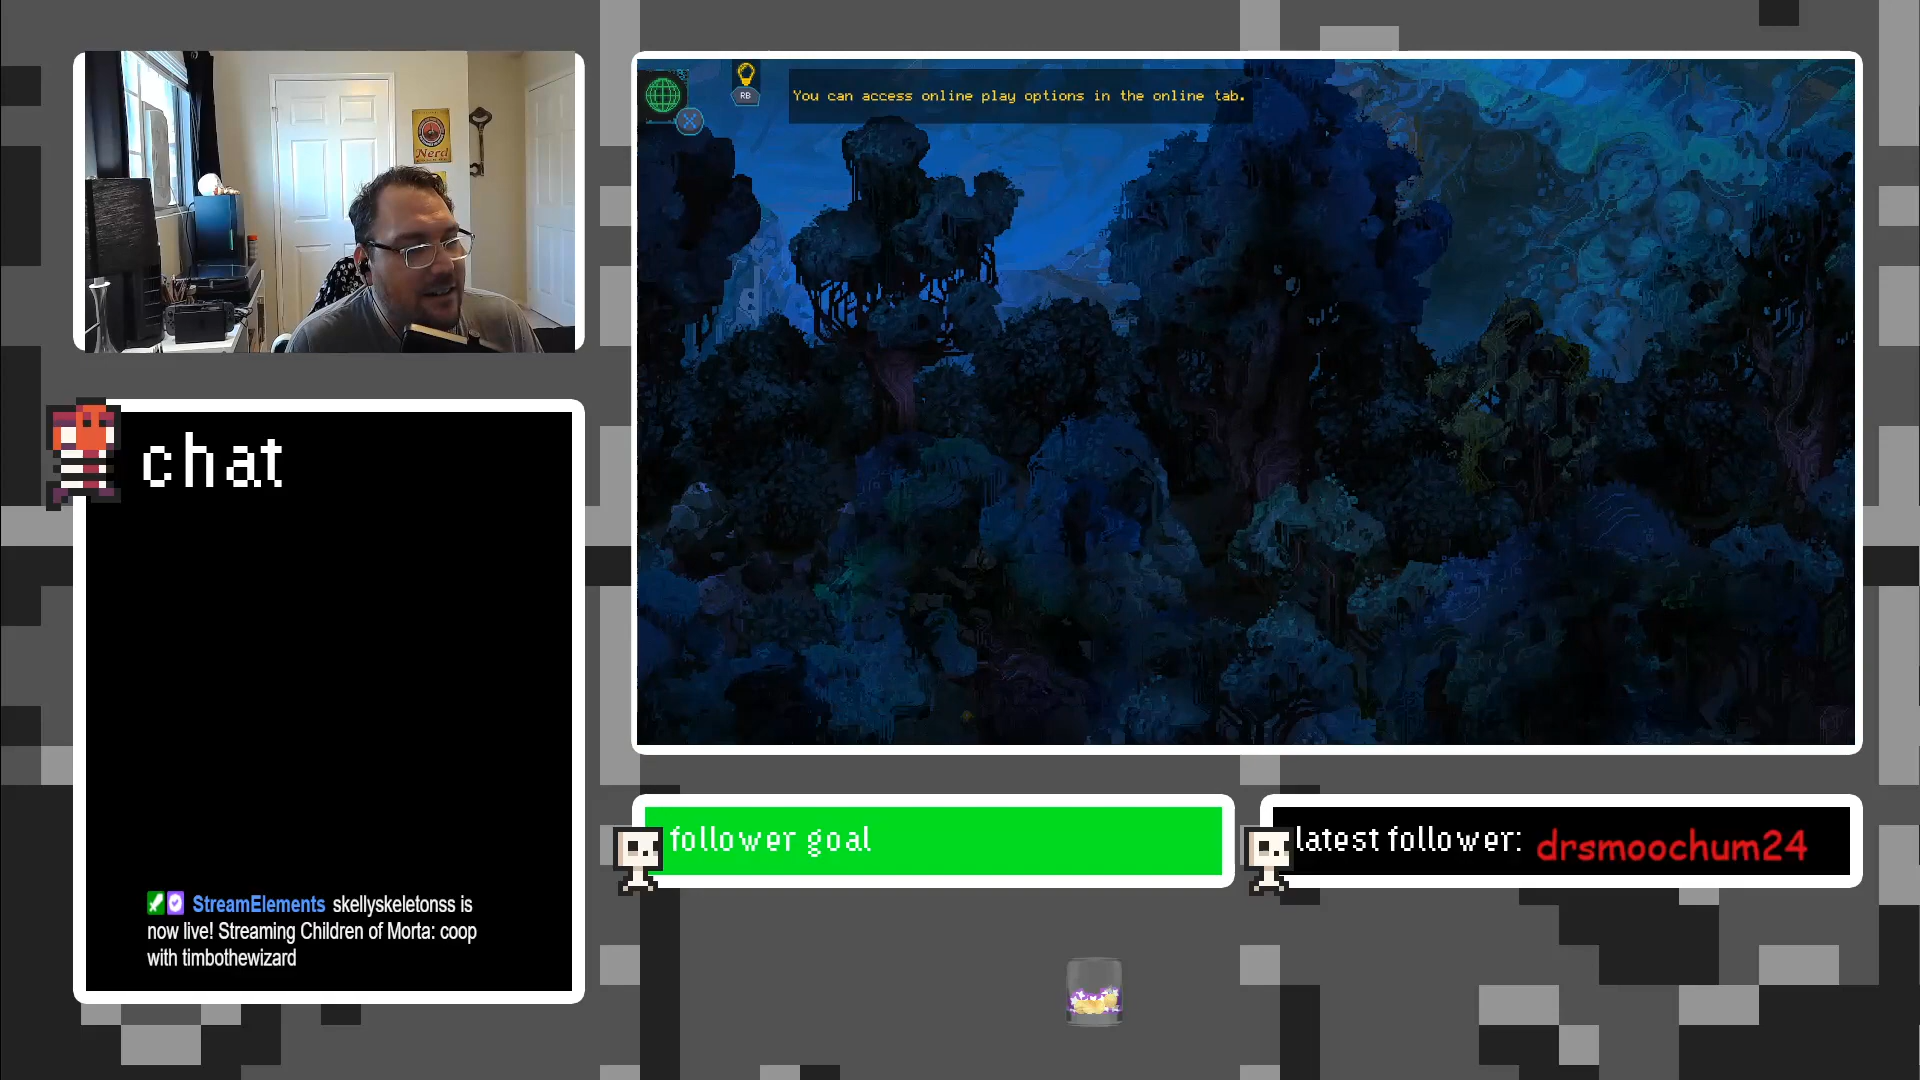 RB
You can access online play options in the online tab.
Nerd
chat
StreamElements skellyskeletonss is
now live! Streaming Children of Morta: coop
with timbothewizard
follower goal
latest follower: drsmoochum24